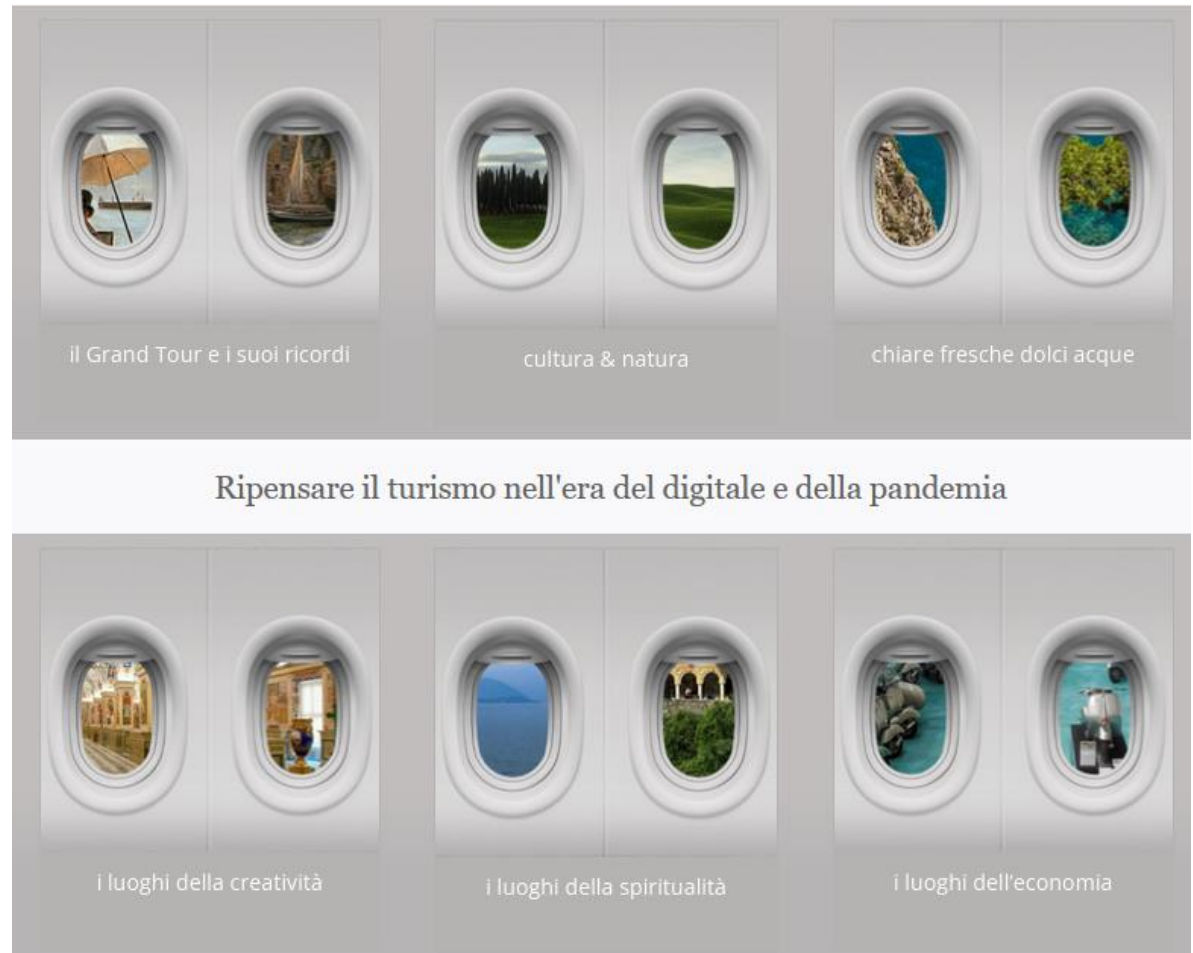 il Grand Tour e i suoi ricordi
cultura & natura
chiare fresche dolci acque
Ripensare il turismo nell'era del digitale e della pandemia
i luoghi della creatività
i luoghi della spiritualità
i luoghi dell'economia